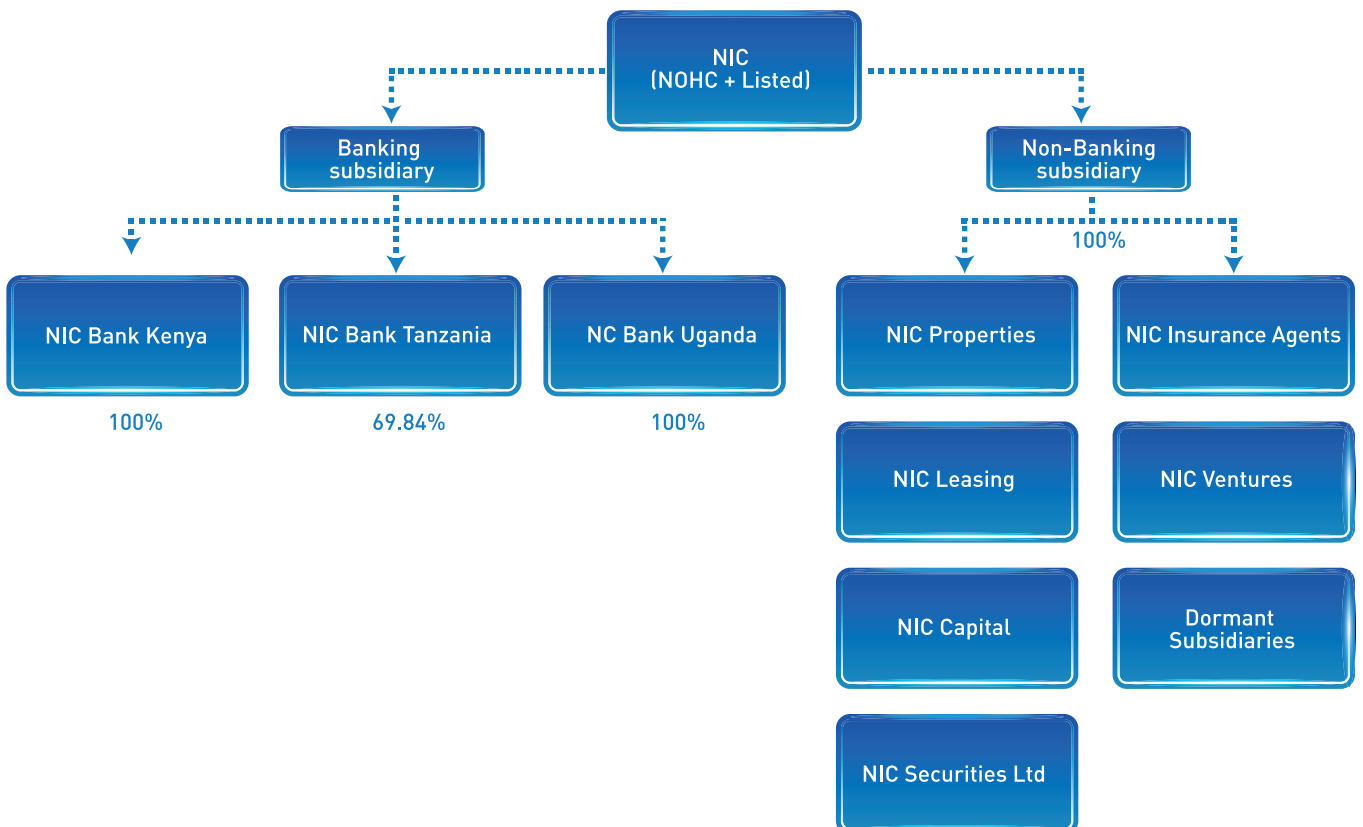 NIC
(NOHC + Listed)
Banking
subsidiary
Non-Banking
subsidiary
100%
NIC Bank Kenya
NIC Bank Tanzania
NC Bank Uganda
NIC Properties
NIC Insurance Agents
100%
69.84%
100%
NIC Leasing
NIC Ventures
NIC Capital
Dormant
Subsidiaries
NIC Securities Ltd